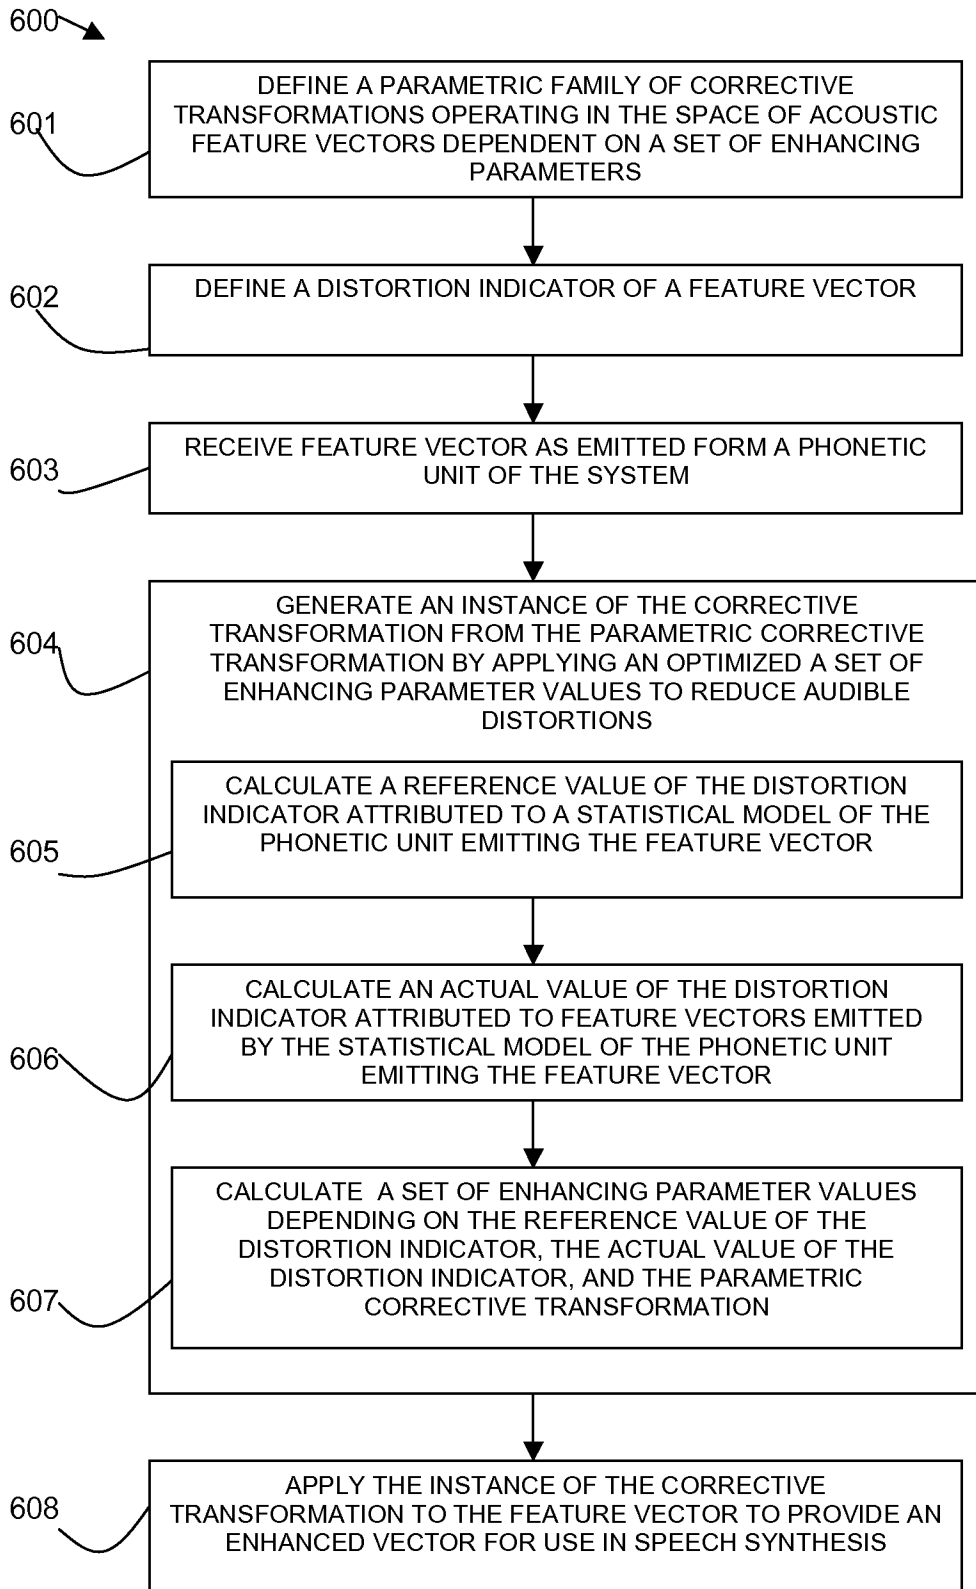 600
601
DEFINE A PARAMETRIC FAMILY OF CORRECTIVE
TRANSFORMATIONS OPERATING IN THE SPACE OF ACOUSTIC
FEATURE VECTORS DEPENDENT ON A SET OF ENHANCING
PARAMETERS
602
DEFINE A DISTORTION INDICATOR OF A FEATURE VECTOR
603
RECEIVE FEATURE VECTOR AS EMITTED FORM A PHONETIC
UNIT OF THE SYSTEM
604
GENERATE AN INSTANCE OF THE CORRECTIVE
TRANSFORMATION FROM THE PARAMETRIC CORRECTIVE
TRANSFORMATION BY APPLYING AN OPTIMIZED A SET OF
ENHANCING PARAMETER VALUES TO REDUCE AUDIBLE
DISTORTIONS
605
CALCULATE A REFERENCE VALUE OF THE DISTORTION
INDICATOR ATTRIBUTED TO A STATISTICAL MODEL OF THE
PHONETIC UNIT EMITTING THE FEATURE VECTOR
606
CALCULATE AN ACTUAL VALUE OF THE DISTORTION
INDICATOR ATTRIBUTED TO FEATURE VECTORS EMITTED
BY THE STATISTICAL MODEL OF THE PHONETIC UNIT
EMITTING THE FEATURE VECTOR
607
CALCULATE A SET OF ENHANCING PARAMETER VALUES
DEPENDING ON THE REFERENCE VALUE OF THE
DISTORTION INDICATOR, THE ACTUAL VALUE OF THE
DISTORTION INDICATOR, AND THE PARAMETRIC
CORRECTIVE TRANSFORMATION
608
APPLY THE INSTANCE OF THE CORRECTIVE
TRANSFORMATION TO THE FEATURE VECTOR TO PROVIDE AN
ENHANCED VECTOR FOR USE IN SPEECH SYNTHESIS